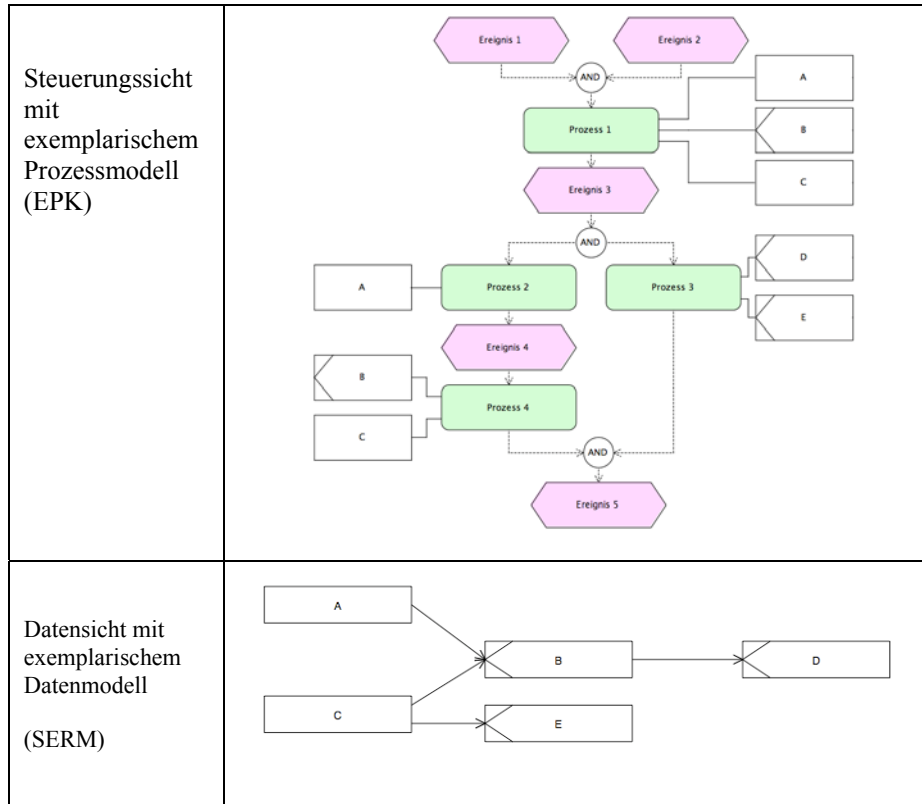 Steuerungssicht
mit
exemplarischem
Prozessmodell
(EPK)
Ereignis 1
Ereignis 2
AND
A
Prozess 1
B
C
Ereignis 3
AND
D
A
Prozess 2
Prozess 3
E
Ereignis 4
B
Prozess 4
C
AND
Ereignis 5
Datensicht mit
exemplarischem
Datenmodell
(SERM)
A
B
D
C
E